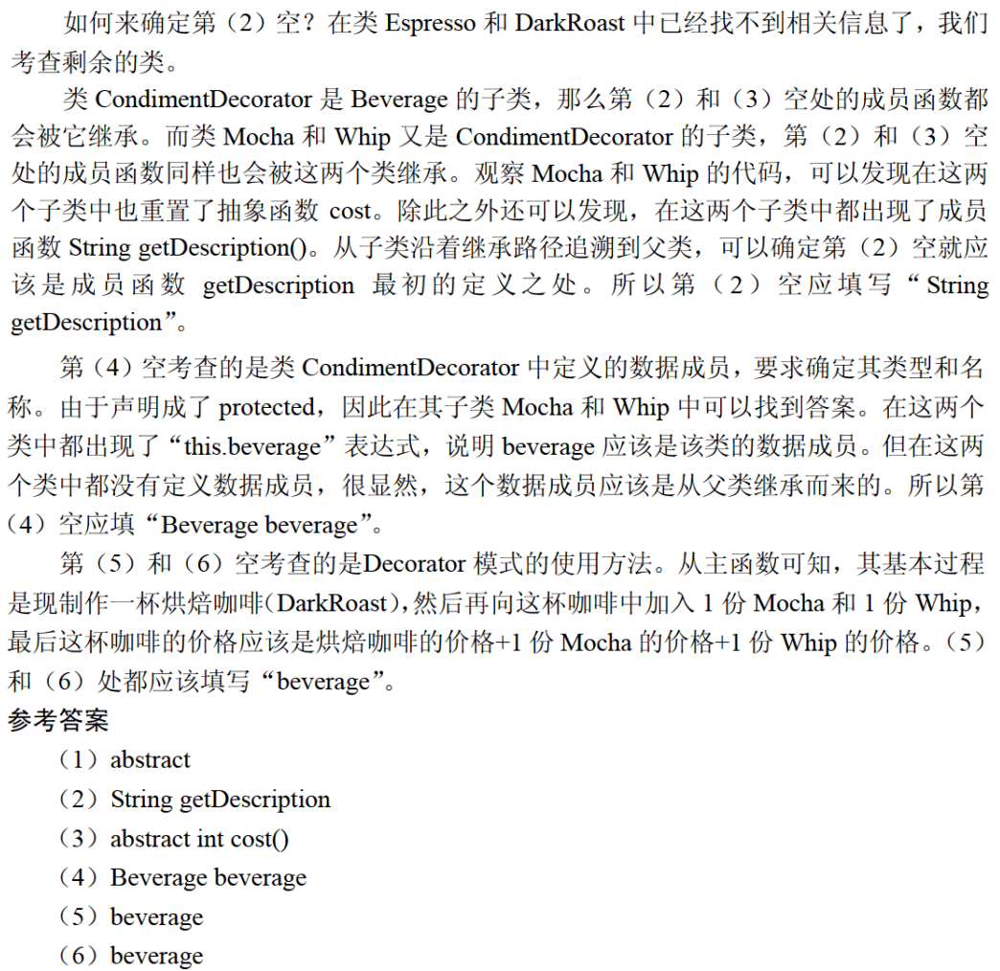 如何来确定第（2）空？在类 Espresso 和 DarkRoast 中已经找不到相关信息了，我们
考查剩余的类。
类 CondimentDecorator 是 Beverage 的子类，那么第（2）和（3）空处的成员函数都
会被它继承。而类 Mocha 和 Whip 又是 CondimentDecorator 的子类，第（2）和（3）空
处的成员函数同样也会被这两个类继承。观察 Mocha 和 Whip 的代码，可以发现在这两
个子类中也重置了抽象函数 cost。除此之外还可以发现，在这两个子类中都出现了成员
函数 String getDescription()。从子类沿着继承路径追溯到父类，可以确定第（2）空就应
该是成员函数 getDescription 最初的定义之处。所以第（2）空应填写“String
getDescription”。
第（4）空考查的是类 CondimentDecorator 中定义的数据成员，要求确定其类型和名
称。由于声明成了 protected，因此在其子类 Mocha 和 Whip 中可以找到答案。在这两个
类中都出现了“this.beverage”表达式，说明 beverage 应该是该类的数据成员。但在这两
个类中都没有定义数据成员，很显然，这个数据成员应该是从父类继承而来的。所以第
（4）空应填“Beverage beverage”。
第（5）和（6）空考查的是Decorator 模式的使用方法。从主函数可知，其基本过程
是现制作一杯烘焙咖啡（DarkRoast），然后再向这杯咖啡中加入 1 份 Mocha 和 1 份 Whip，
最后这杯咖啡的价格应该是烘焙咖啡的价格+1 份 Mocha 的价格+1 份 Whip 的价格。（5）
和（6）处都应该填写“beverage”。
参考答案
（1）abstract
（2）String getDescription
（3）abstract int cost()
（4）Beverage beverage
（5）beverage
（6）beverage